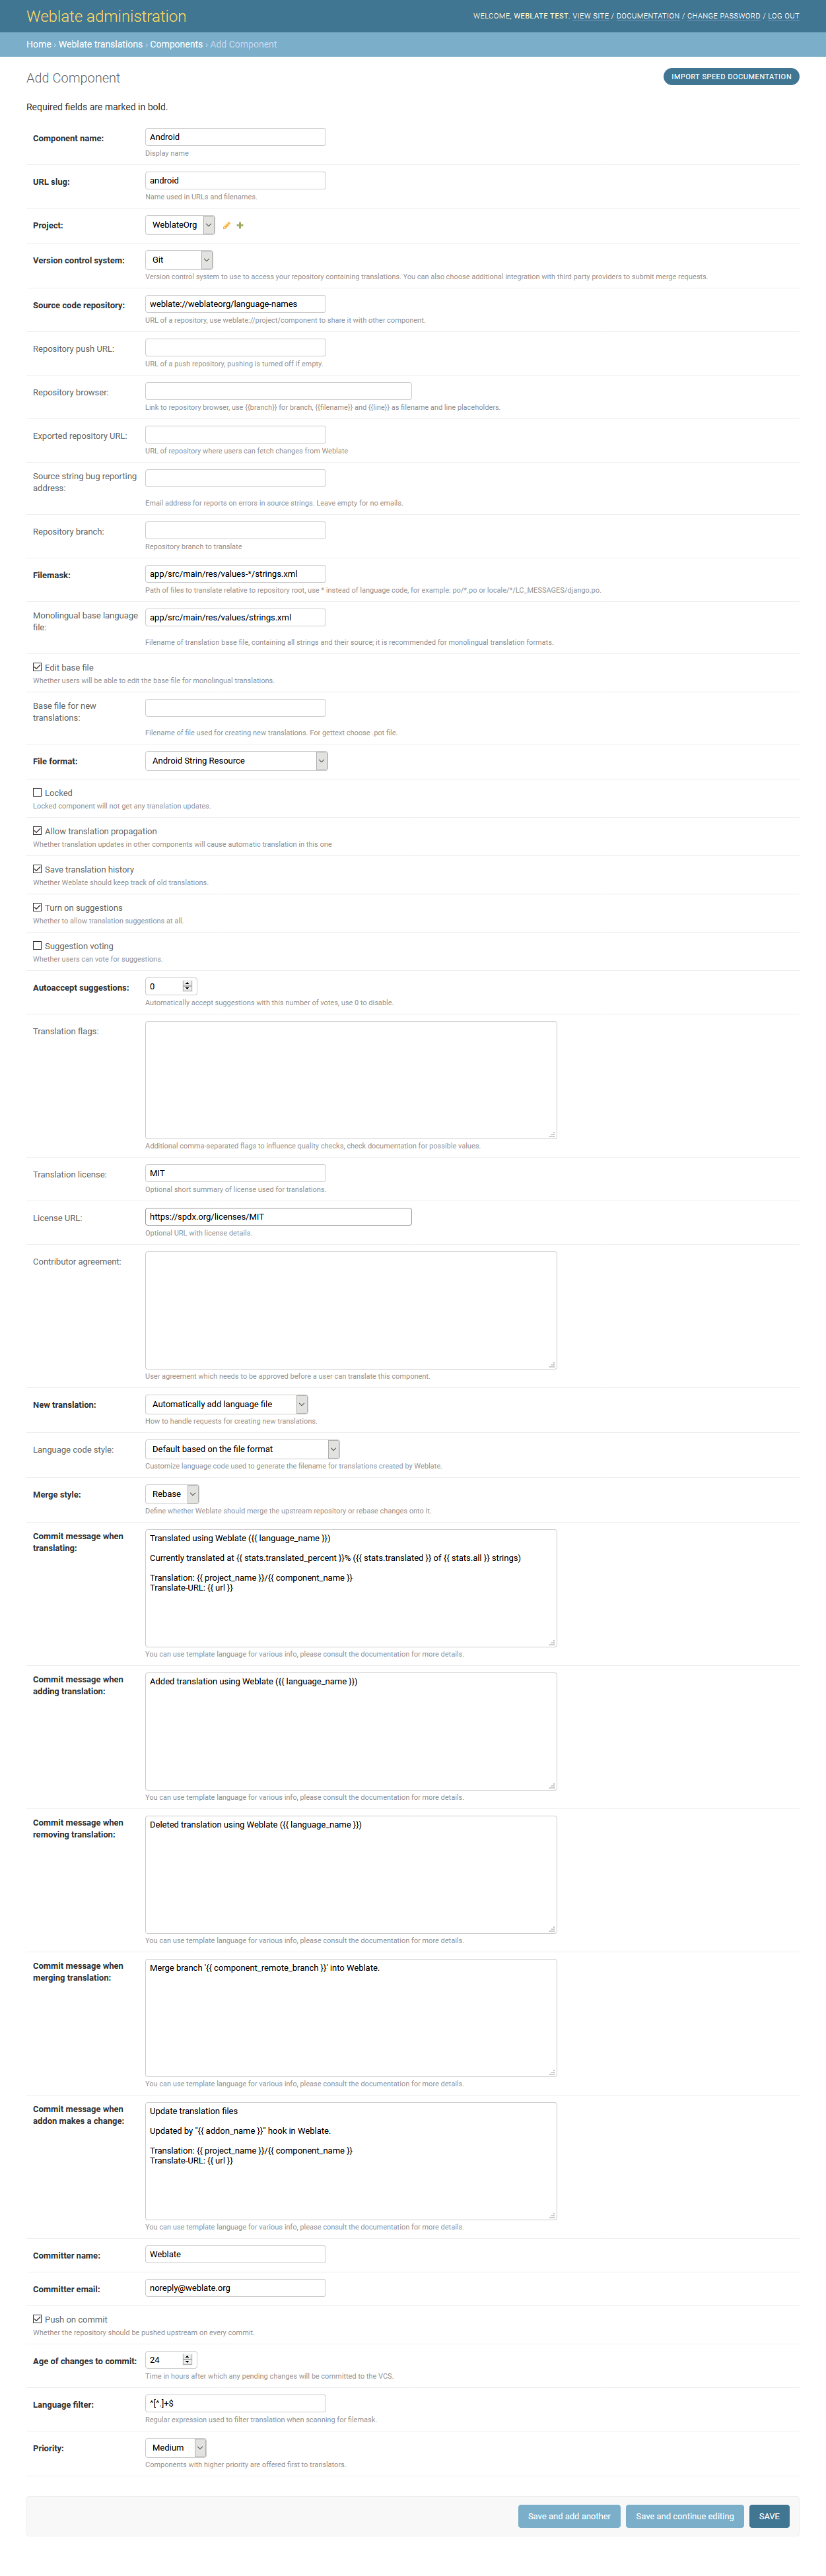 Weblate administration
WELCOME, WEBLATE TEST. VIEW SITE / DOCUMENTATION / CHANGE PASSWORD / LOG OUT
Home › Weblate translations › Components › Add Component
Add Component
IMPORT SPEED DOCUMENTATION
Required fields are marked in bold.
Component name:
Android
Display name
URL slug:
android
Name used in URLs and filenames.
Project:
WeblateOrg
Version control system:
Git
Version control system to use to access your repository containing translations. You can also choose additional integration with third party providers to submit merge requests.
Source code repository:
weblate://weblateorg/language-names
URL of a repository, use weblate://project/component to share it with other component.
Repository push URL:
URL of a push repository, pushing is turned off if empty.
Repository browser:
Link to repository browser, use {{branch}} for branch, {{filename}} and {{line}} as filename and line placeholders.
Exported repository URL:
URL of repository where users can fetch changes from Weblate
Source string bug reporting
address:
Email address for reports on errors in source strings. Leave empty for no emails.
Repository branch:
Repository branch to translate
Filemask:
app/src/main/res/values-*/strings.xml
Path of files to translate relative to repository root, use * instead of language code, for example: po/*.po or locale/*/LC_MESSAGES/django.po.
Monolingual base language
file:
app/src/main/res/values/strings.xml
Filename of translation base file, containing all strings and their source; it is recommended for monolingual translation formats.
Edit base file
Whether users will be able to edit the base file for monolingual translations.
Base file for new
translations:
Filename of file used for creating new translations. For gettext choose .pot file.
File format:
Android String Resource
Locked
Locked component will not get any translation updates.
Allow translation propagation
Whether translation updates in other components will cause automatic translation in this one
Save translation history
Whether Weblate should keep track of old translations.
Turn on suggestions
Whether to allow translation suggestions at all.
Suggestion voting
Whether users can vote for suggestions.
Autoaccept suggestions:
0
Automatically accept suggestions with this number of votes, use 0 to disable.
Translation flags:
Additional comma-separated flags to influence quality checks, check documentation for possible values.
Translation license:
MIT
Optional short summary of license used for translations.
License URL:
https://spdx.org/licenses/MIT
Optional URL with license details.
Contributor agreement:
User agreement which needs to be approved before a user can translate this component.
New translation:
Automatically add language file
How to handle requests for creating new translations.
Language code style:
Default based on the file format
Customize language code used to generate the filename for translations created by Weblate.
Merge style:
Rebase
Define whether Weblate should merge the upstream repository or rebase changes onto it.
Commit message when
translating:
Translated using Weblate ({{ language_name }})
Currently translated at {{ stats.translated_percent }}% ({{ stats.translated }} of {{ stats.all }} strings)
Translation: {{ project_name }}/{{ component_name }}
Translate-URL: {{ url }}
You can use template language for various info, please consult the documentation for more details.
Commit message when
adding translation:
Added translation using Weblate ({{ language_name }})
You can use template language for various info, please consult the documentation for more details.
Commit message when
removing translation:
Deleted translation using Weblate ({{ language_name }})
You can use template language for various info, please consult the documentation for more details.
Commit message when
merging translation:
Merge branch '{{ component_remote_branch }}' into Weblate.
You can use template language for various info, please consult the documentation for more details.
Commit message when
addon makes a change:
Update translation files
Updated by "{{ addon_name }}" hook in Weblate.
Translation: {{ project_name }}/{{ component_name }}
Translate-URL: {{ url }}
You can use template language for various info, please consult the documentation for more details.
Committer name:
Weblate
Committer email:
noreply@weblate.org
Push on commit
Whether the repository should be pushed upstream on every commit.
Age of changes to commit:
24
Time in hours after which any pending changes will be committed to the VCS.
Language filter:
^[^.]+$
Regular expression used to filter translation when scanning for filemask.
Priority:
Medium
Components with higher priority are offered first to translators.
Save and add another
Save and continue editing
SAVE